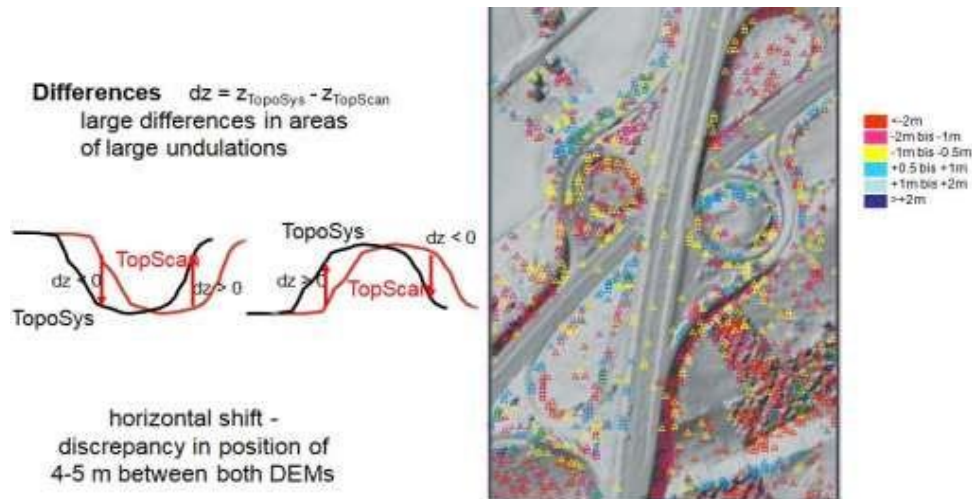 Differences dz = zTopoSys - zTopScan
large differences in areas
of large undulations
TopScan
dz < 0
dz > 0
TopoSys
TopoSys
dz < 0
dz > 0
TopScan
horizontal shift -
discrepancy in position of
4-5 m between both DEMs
<-2m
-2m bis -1m
-1m bis -0.5m
+0.5 bis +1m
+1m bis +2m
>+2m